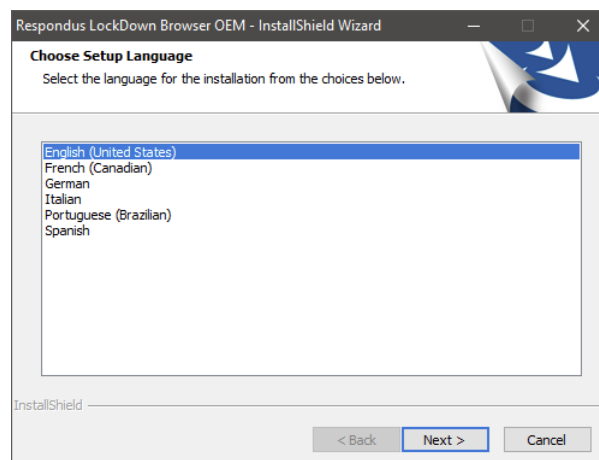 Respondus LockDown Browser OEM - InstallShield Wizard
Choose Setup Language
Select the language for the installation from the choices below.
English (United States)
French (Canadian)
German
Italian
Portuguese (Brazilian)
Spanish
InstallShield
< Back Next > Cancel